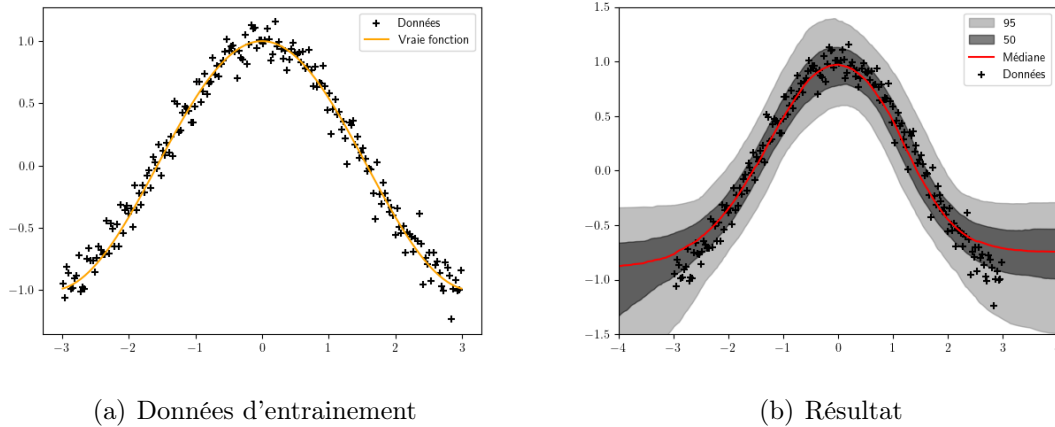 1.0
0.5
0.0
−0.5
−1.0
−3 −2 −1 0 1 2 3
Données
Vraie fonction
(a) Données d'entrainement
1.5
1.0
0.5
0.0
−0.5
−1.0
−1.5
−4 −3 −2 −1 0 1 2 3 4
95
50
Médiane
Données
(b) Résultat